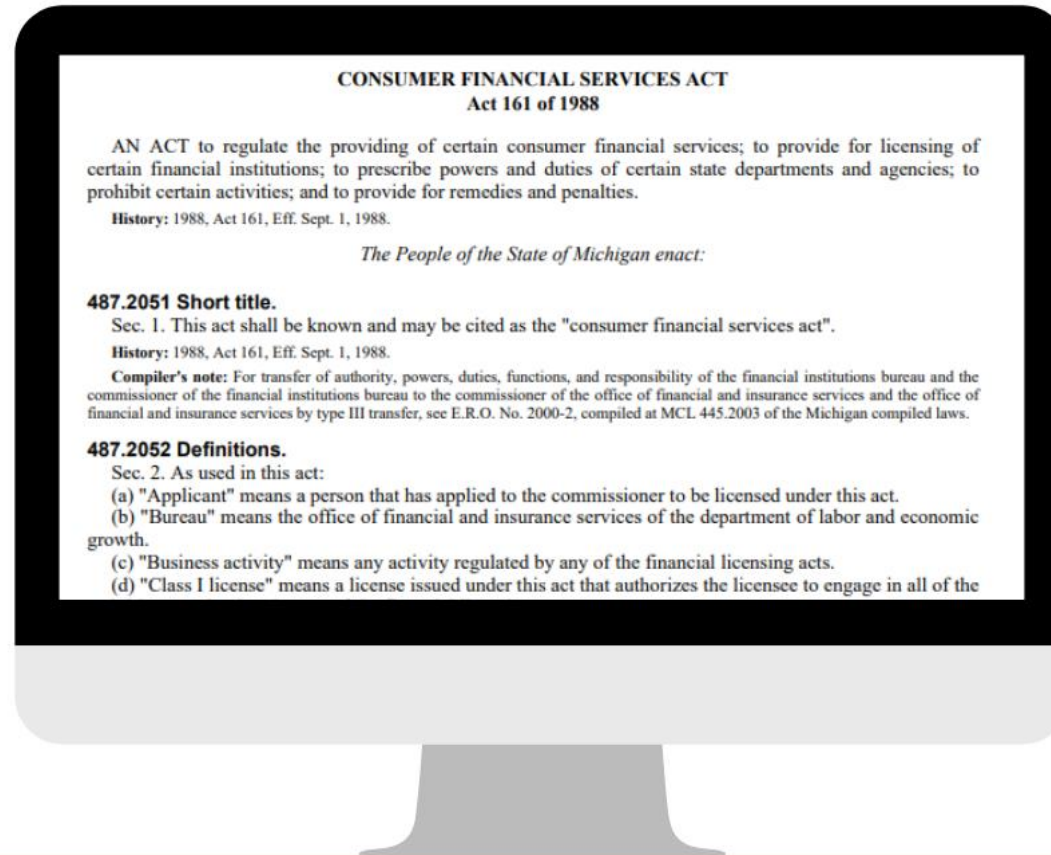 CONSUMER FINANCIAL SERVICES ACT
Act 161 of 1988
AN ACT to regulate the providing of certain consumer financial services; to provide for licensing of
certain financial institutions; to prescribe powers and duties of certain state departments and agencies; to
prohibit certain activities; and to provide for remedies and penalties.
History: 1988, Act 161, Eff. Sept. 1, 1988.
The People of the State of Michigan enact:
487.2051 Short title.
Sec. 1. This act shall be known and may be cited as the "consumer financial services act".
History: 1988, Act 161, Eff. Sept. 1, 1988.
Compiler's note: For transfer of authority, powers, duties, functions, and responsibility of the financial institutions bureau and the
commissioner of the financial institutions bureau to the commissioner of the office of financial and insurance services and the office of
financial and insurance services by type III transfer, see E.R.O. No. 2000-2, compiled at MCL 445.2003 of the Michigan compiled laws.
487.2052 Definitions.
Sec. 2. As used in this act:
(a) "Applicant" means a person that has applied to the commissioner to be licensed under this act.
(b) "Bureau" means the office of financial and insurance services of the department of labor and economic
growth.
(c) "Business activity" means any activity regulated by any of the financial licensing acts.
(d) "Class I license" means a license issued under this act that authorizes the licensee to engage in all of the